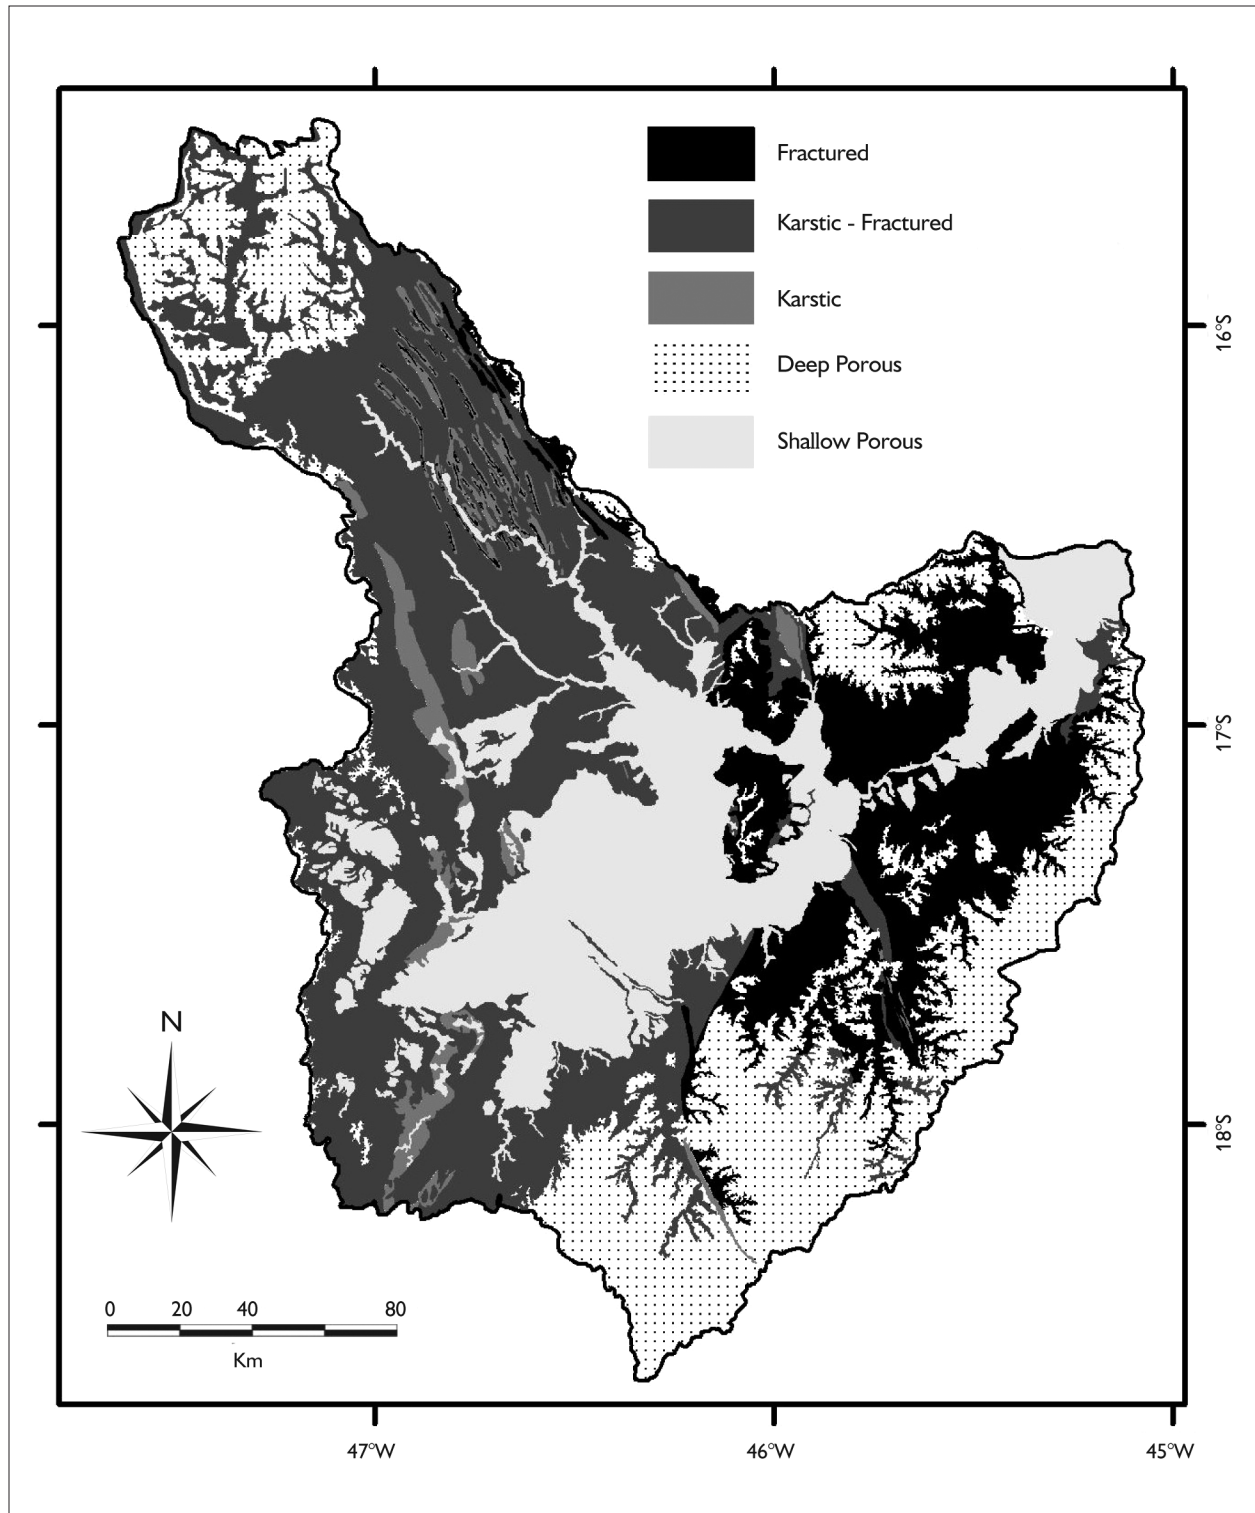 Fractured
Karstic - Fractured
Karstic
Deep Porous
Shallow Porous
16°S
17°S
18°S
N
0 20 40 80
Km
47°W 46°W 45°W